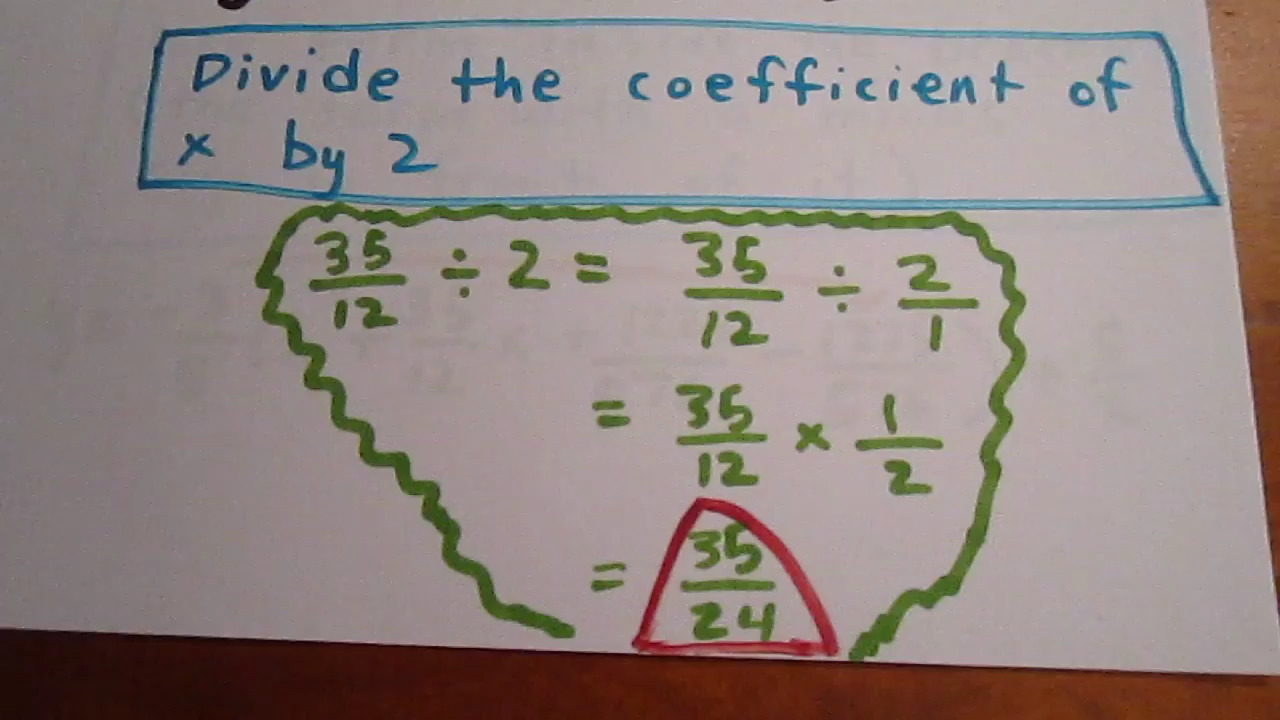 Divide the coefficient of
x by 2
35/12 ÷ 2 = 35/12 ÷ 2/1
= 35/12 × 1/2
= 35/24